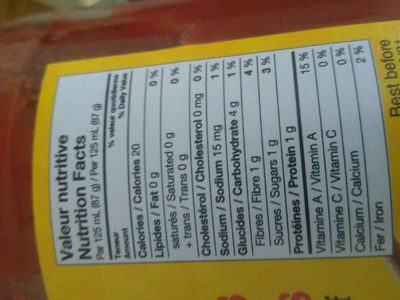 Valeur nutritive
Nutrition Facts
Par 125 mL (87 g) / Per 125 mL (87 g)
Teneur % valeur quotidienne
Amount % Daily Value
Calories / Calories 20
Lipides / Fat 0 g 0 %
saturés / Saturated 0 g
+ trans / Trans 0 g 0 %
Cholestérol / Cholesterol 0 mg 0 %
Sodium / Sodium 15 mg 1 %
Glucides / Carbohydrate 4 g 1 %
Fibres / Fibre 1 g 4 %
Sucres / Sugars 1 g 3 %
Protéines / Protein 1 g
Vitamine A / Vitamin A 15 %
Vitamine C / Vitamin C 0 %
Calcium / Calcium 0 %
Fer / Iron 2 %
Best before